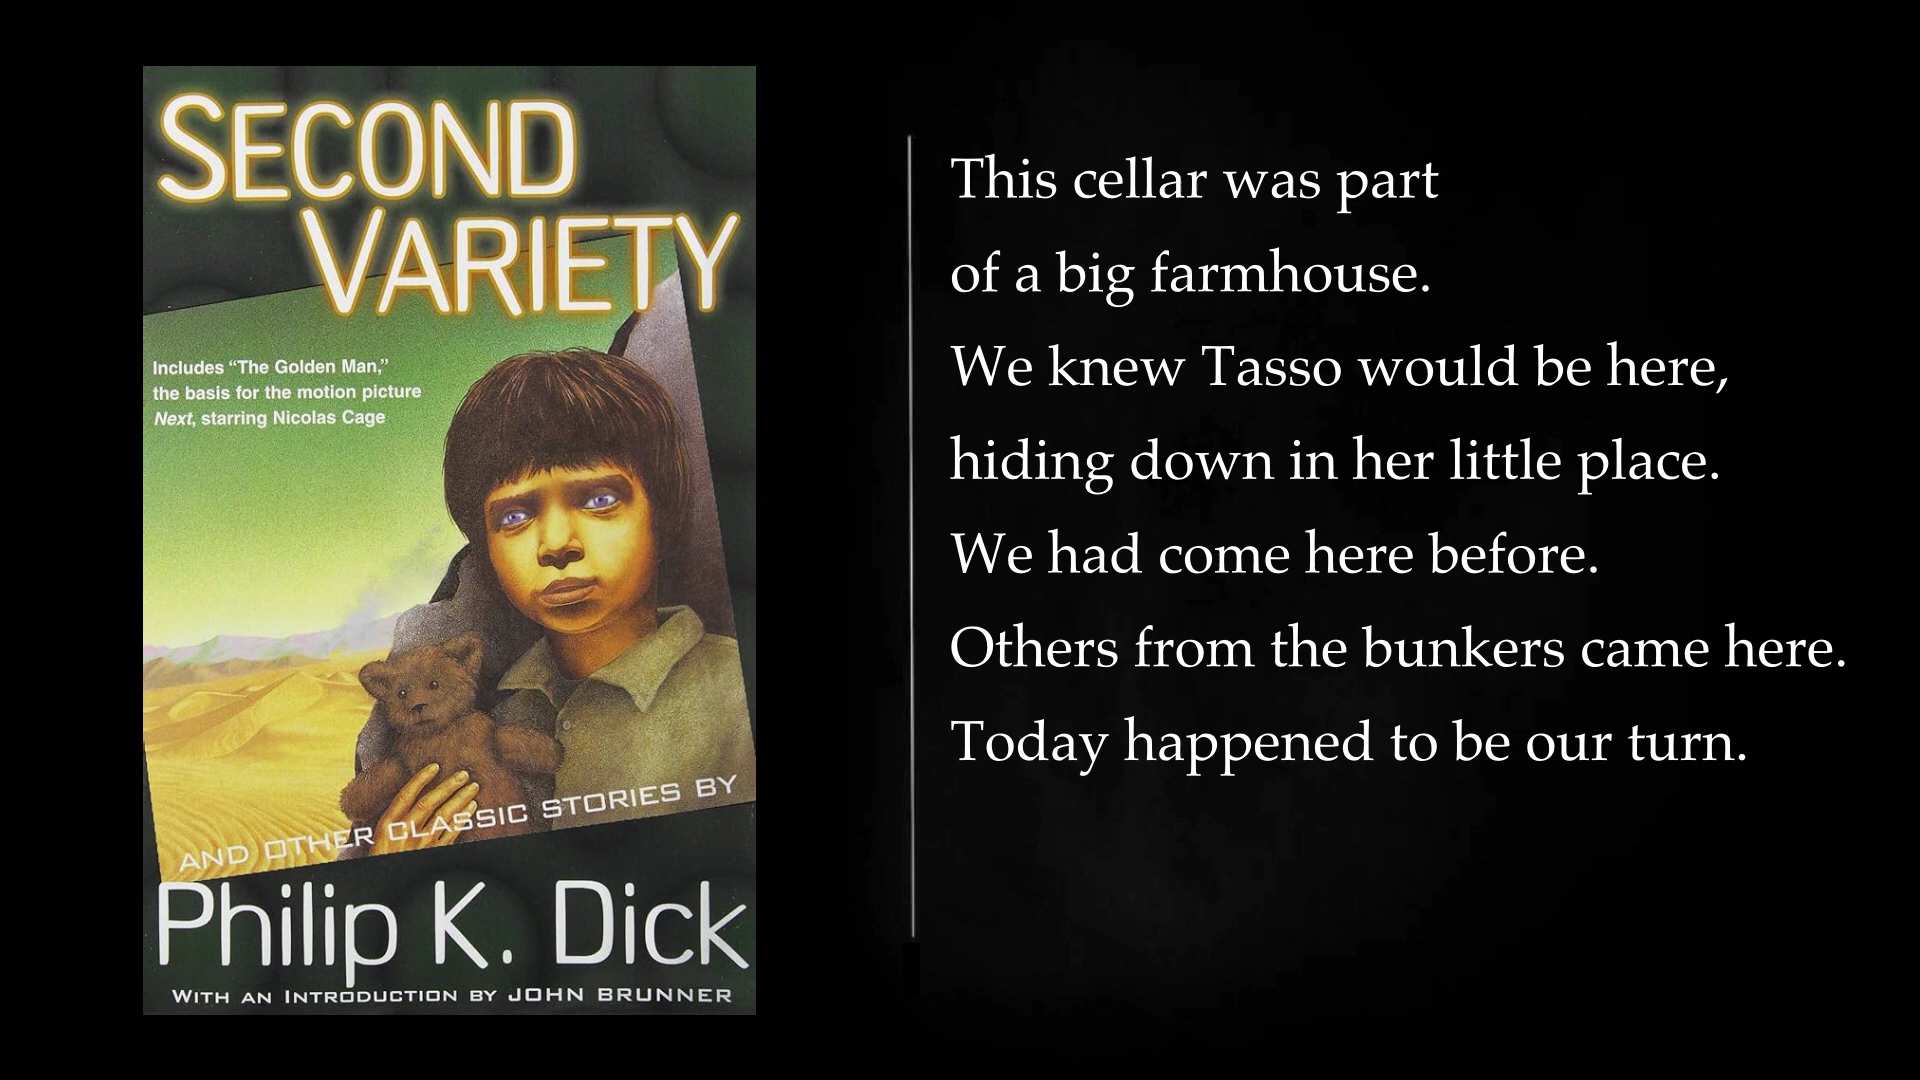 SECOND
VARIETY
Includes “The Golden Man,”
the basis for the motion picture
Next, starring Nicolas Cage
AND OTHER CLASSIC STORIES BY
Philip K. Dick
WITH AN INTRODUCTION BY JOHN BRUNNER
This cellar was part
of a big farmhouse.
We knew Tasso would be here,
hiding down in her little place.
We had come here before.
Others from the bunkers came here.
Today happened to be our turn.